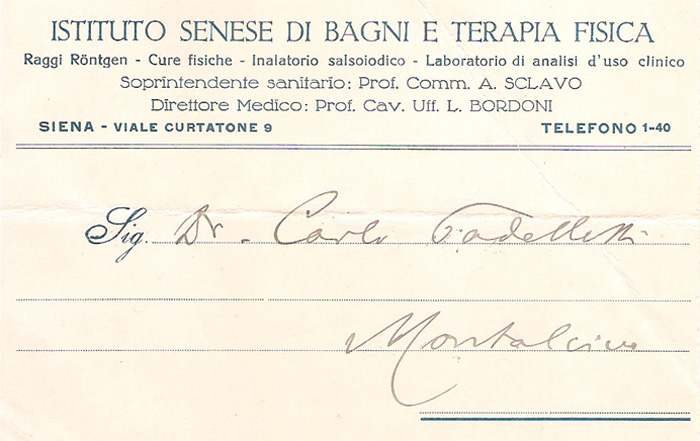 ISTITUTO SENESE DI BAGNI E TERAPIA FISICA
Raggi Röntgen - Cure fisiche - Inalatorio salsoiodico - Laboratorio di analisi d'uso clinico
Soprintendente sanitario: Prof. Comm. A. SCLAVO
Direttore Medico: Prof. Cav. Uff. L. BORDONI
SIENA - VIALE CURTATONE 9 TELEFONO 1-40
Sig. Dr. Carlo
Montalcino